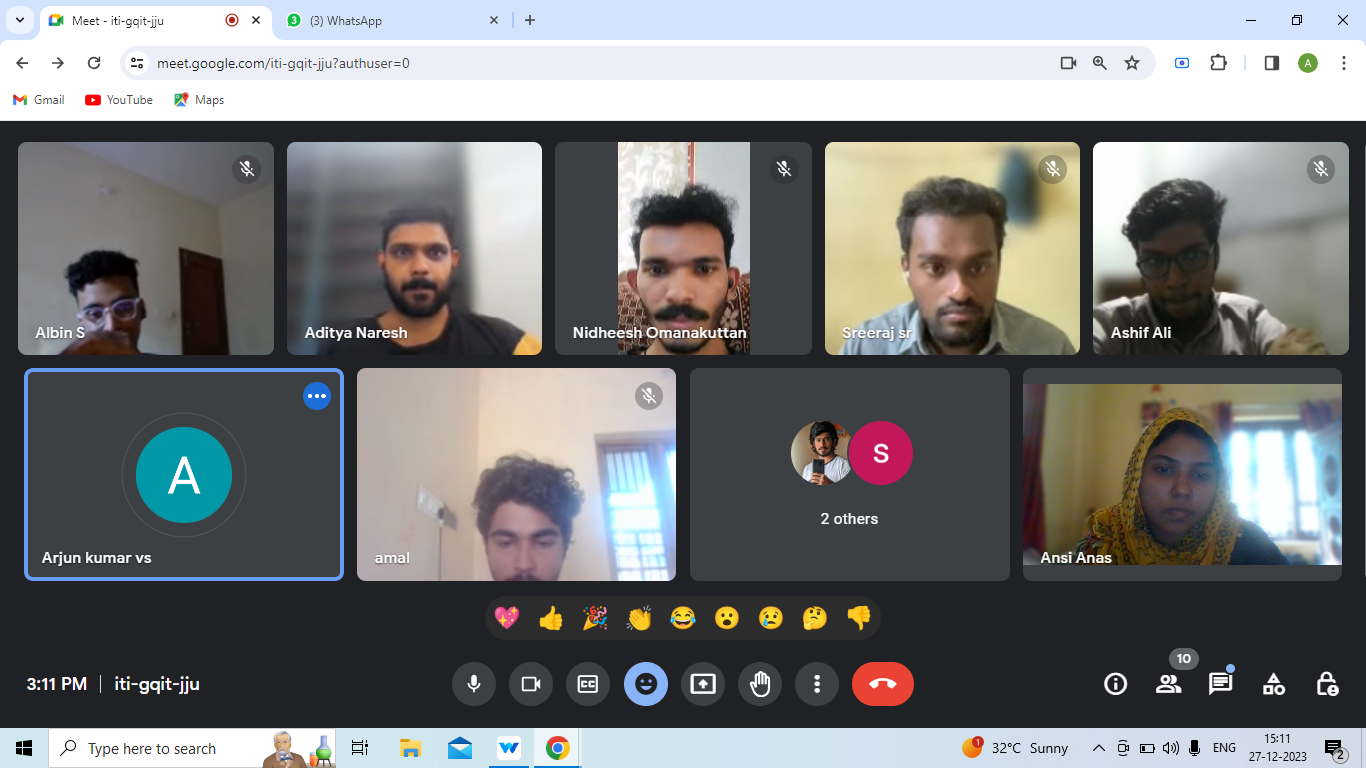 Meet - iti-gqit-jju
(3) WhatsApp
meet.google.com/iti-gqit-jju?authuser=0
A
Gmail
YouTube
Maps
Albin S
Aditya Naresh
Nidheesh Omanakuttan
Sreeraj sr
Ashif Ali
A
Arjun kumar vs
amal
S
2 others
Ansi Anas
3:11 PM | iti-gqit-jju
CC
10
Type here to search
W
1
32°C Sunny
ENG
15:11
27-12-2023
2